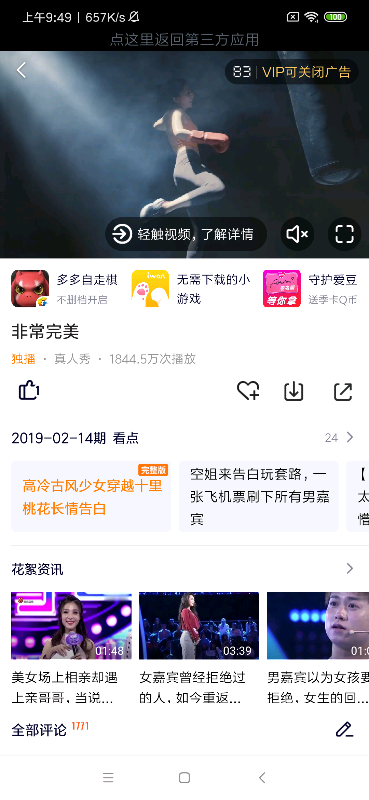 上午9:49 | 657K/s
100
点这里返回第三方应用
83 | VIP可关闭广告
轻触视频，了解详情
多多自走棋
不删档开启
无需下载的小
游戏
守护爱豆
送季卡Q币
等你拿
非常完美
独播 · 真人秀 · 1844.5万次播放
1
2019-02-14期 看点
24
完整版
高冷古风少女穿越十里
桃花长情告白
空姐来告白玩套路，一
张飞机票刷下所有男嘉
宾
【
太
惜
花絮资讯
01:48
03:39
01:0
美女场上相亲却遇
上亲哥哥，当说...
女嘉宾曾经拒绝过
的人，如今重返...
男嘉宾以为女孩要
拒绝，女生的回...
全部评论 1771